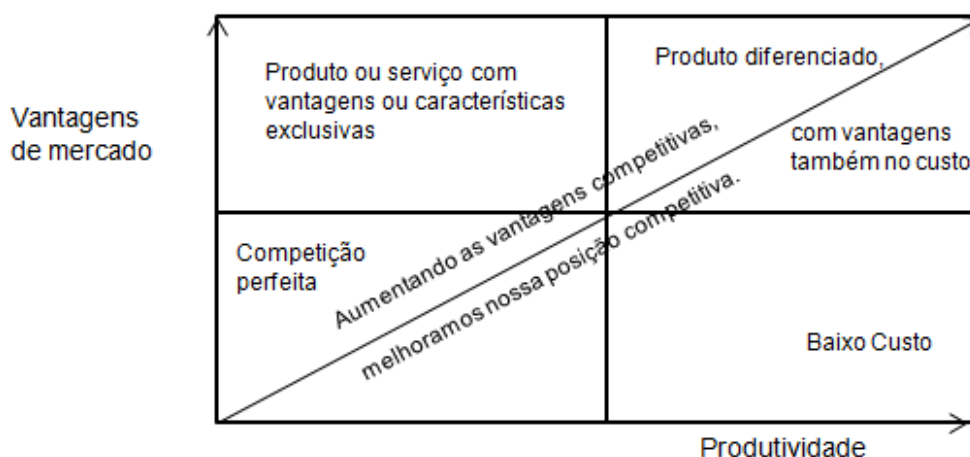 Vantagens
de mercado
Produto ou serviço com
vantagens ou características
exclusivas
Produto diferenciado,
com vantagens
também no custo
Aumentando as vantagens competitivas,
melhoramos nossa posição competitiva.
Competição
perfeita
Baixo Custo
Produtividade